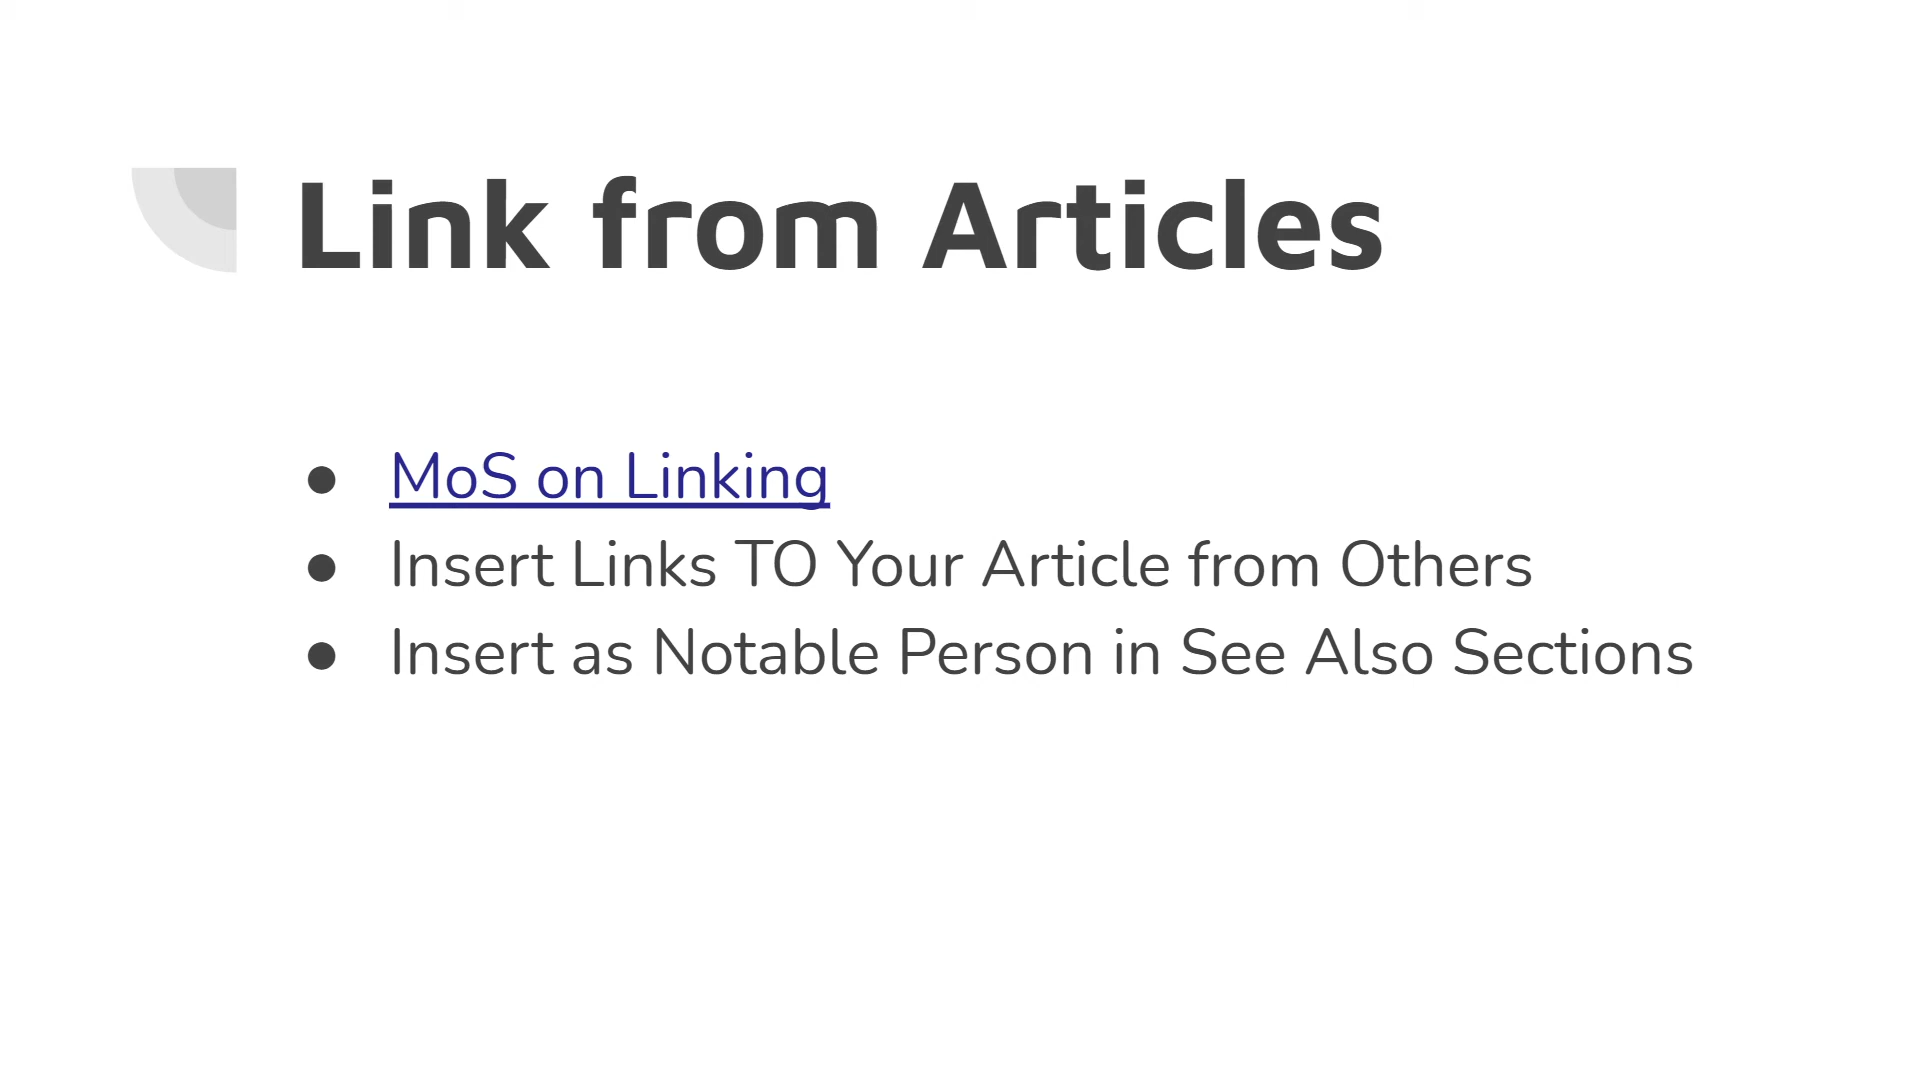 Link from Articles
● MoS on Linking
● Insert Links TO Your Article from Others
● Insert as Notable Person in See Also Sections